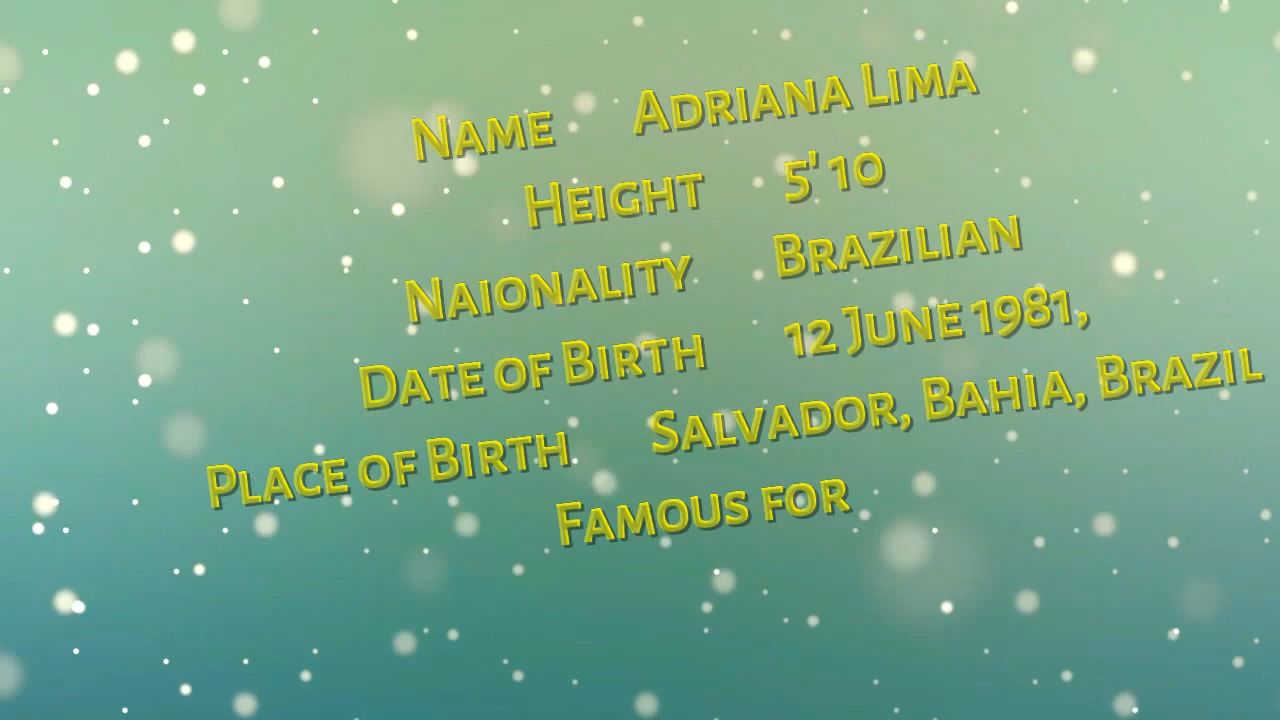 Name Adriana Lima
Height 5' 10
Naionality Brazilian
Date of Birth 12 June 1981,
Place of Birth Salvador, Bahia, Brazil
Famous for